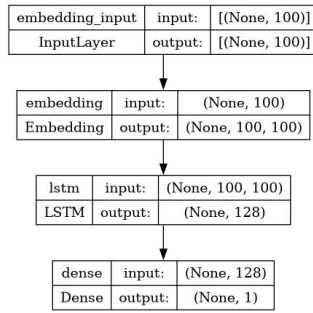 embedding_input input: [(None, 100)]
InputLayer output: [(None, 100)]
embedding input: (None, 100)
Embedding output: (None, 100, 100)
lstm input: (None, 100, 100)
LSTM output: (None, 128)
dense input: (None, 128)
Dense output: (None, 1)